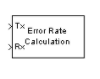 Tx Error Rate
Rx Calculation